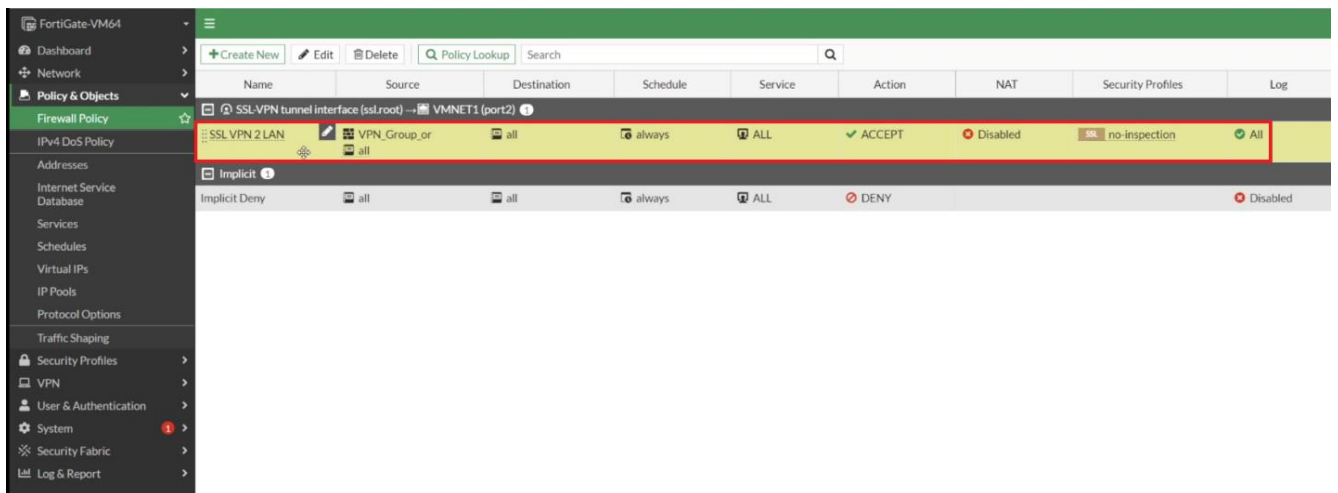 FortiGate-VM64
Dashboard
Network
Policy & Objects
Firewall Policy
IPv4 DoS Policy
Addresses
Internet Service
Database
Services
Schedules
Virtual IPs
IP Pools
Protocol Options
Traffic Shaping
Security Profiles
VPN
User & Authentication
System 1
Security Fabric
Log & Report
+Create New Edit Delete Policy Lookup Search
Name Source Destination Schedule Service Action NAT Security Profiles Log
SSL-VPN tunnel interface (ssl.root) → VMNET1 (port2) 1
SSL VPN 2 LAN VPN_Group_or all always ALL ACCEPT Disabled SSL no-inspection All
all
Implicit 1
Implicit Deny all all always ALL DENY Disabled